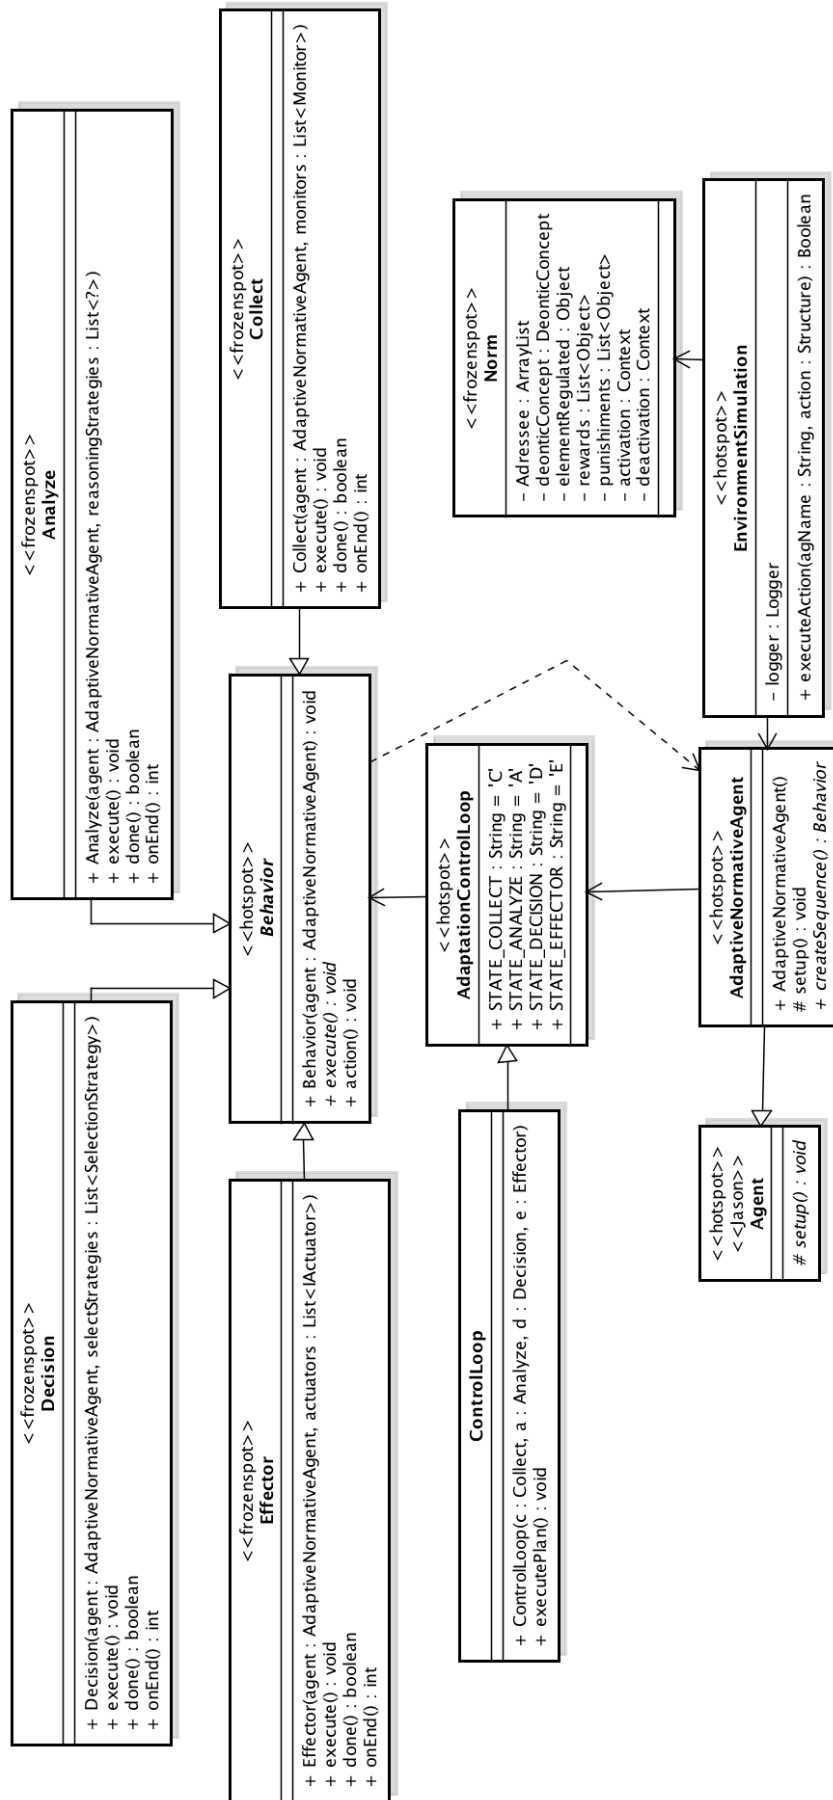 <<frozenspot>>
Decision
+ Decision(agent : AdaptiveNormativeAgent, selectStrategies : List<SelectionStrategy>)
+ execute() : void
+ done() : boolean
+ onEnd() : int
<<frozenspot>>
Analyze
+ Analyze(agent : AdaptiveNormativeAgent, reasoningStrategies : List<?>)
+ execute() : void
+ done() : boolean
+ onEnd() : int
<<frozenspot>>
Effector
+ Effector(agent : AdaptiveNormativeAgent, actuators : List<IActuator>)
+ execute() : void
+ done() : boolean
+ onEnd() : int
<<hotspot>>
Behavior
+ Behavior(agent : AdaptiveNormativeAgent) : void
+ execute() : void
+ action() : void
<<frozenspot>>
Collect
+ Collect(agent : AdaptiveNormativeAgent, monitors : List<Monitor>)
+ execute() : void
+ done() : boolean
+ onEnd() : int
ControlLoop
+ ControlLoop(c : Collect, a : Analyze, d : Decision, e : Effector)
+ executePlan() : void
<<hotspot>>
AdaptationControlLoop
+ STATE_COLLECT : String = 'C'
+ STATE_ANALYZE : String = 'A'
+ STATE_DECISION : String = 'D'
+ STATE_EFFECTOR : String = 'E'
<<frozenspot>>
Norm
- Adressee : ArrayList
- deonticConcept : DeonticConcept
- elementRegulated : Object
- rewards : List<Object>
- punishiments : List<Object>
- activation : Context
- deactivation : Context
<<hotspot>>
<<Jason>>
Agent
# setup() : void
<<hotspot>>
AdaptiveNormativeAgent
+ AdaptiveNormativeAgent()
# setup() : void
+ createSequence() : Behavior
<<hotspot>>
EnvironmentSimulation
- logger : Logger
+ executeAction(agName : String, action : Structure) : Boolean